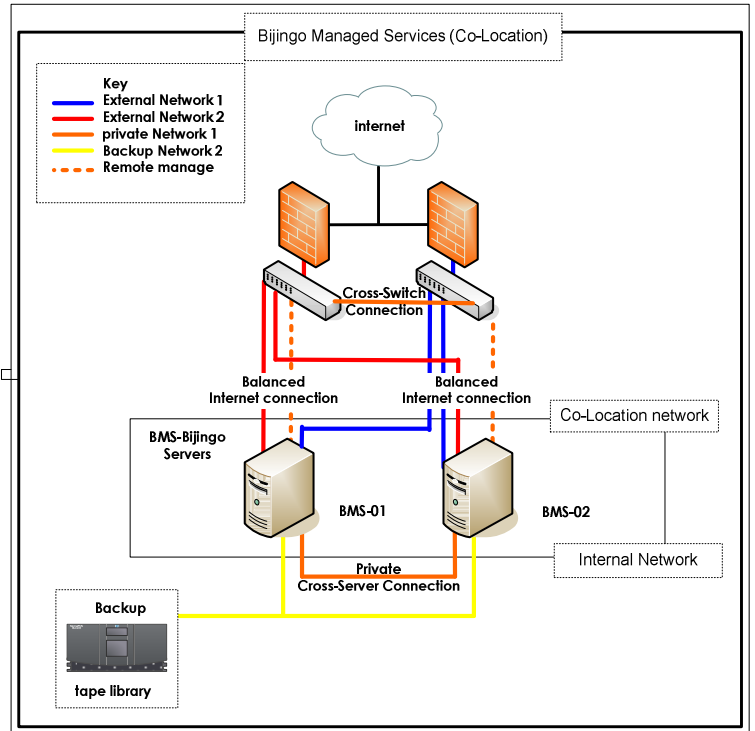 Bijingo Managed Services (Co-Location)
Key
External Network 1
External Network 2
private Network 1
Backup Network 2
Remote manage
internet
Cross-Switch
Connection
Balanced
Internet connection
Balanced
Internet connection
Co-Location network
BMS-Bijingo
Servers
BMS-01
BMS-02
Internal Network
Private
Cross-Server Connection
Backup
tape library